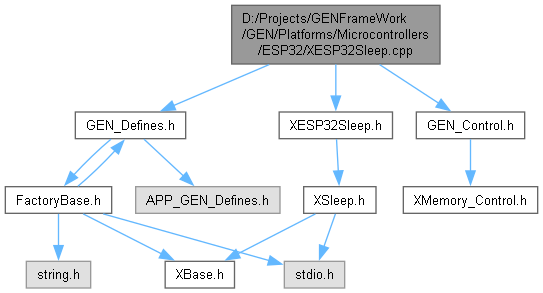 D:/Projects/GENFrameWork
/GEN/Platforms/Microcontrollers
/ESP32/XESP32Sleep.cpp
GEN_Defines.h
XESP32Sleep.h
GEN_Control.h
FactoryBase.h
APP_GEN_Defines.h
XSleep.h
XMemory_Control.h
string.h
XBase.h
stdio.h